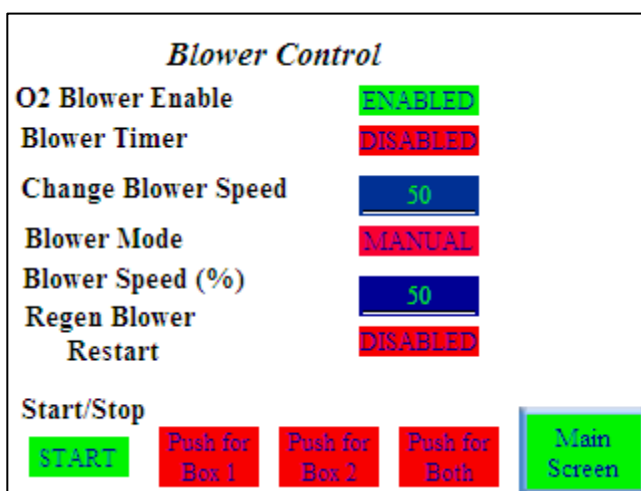 Blower Control
O2 Blower Enable ENABLED
Blower Timer DISABLED
Change Blower Speed 50
Blower Mode MANUAL
Blower Speed (%) 50
Regen Blower
Restart DISABLED
Start/Stop
START
Push for
Box 1
Push for
Box 2
Push for
Both
Main
Screen